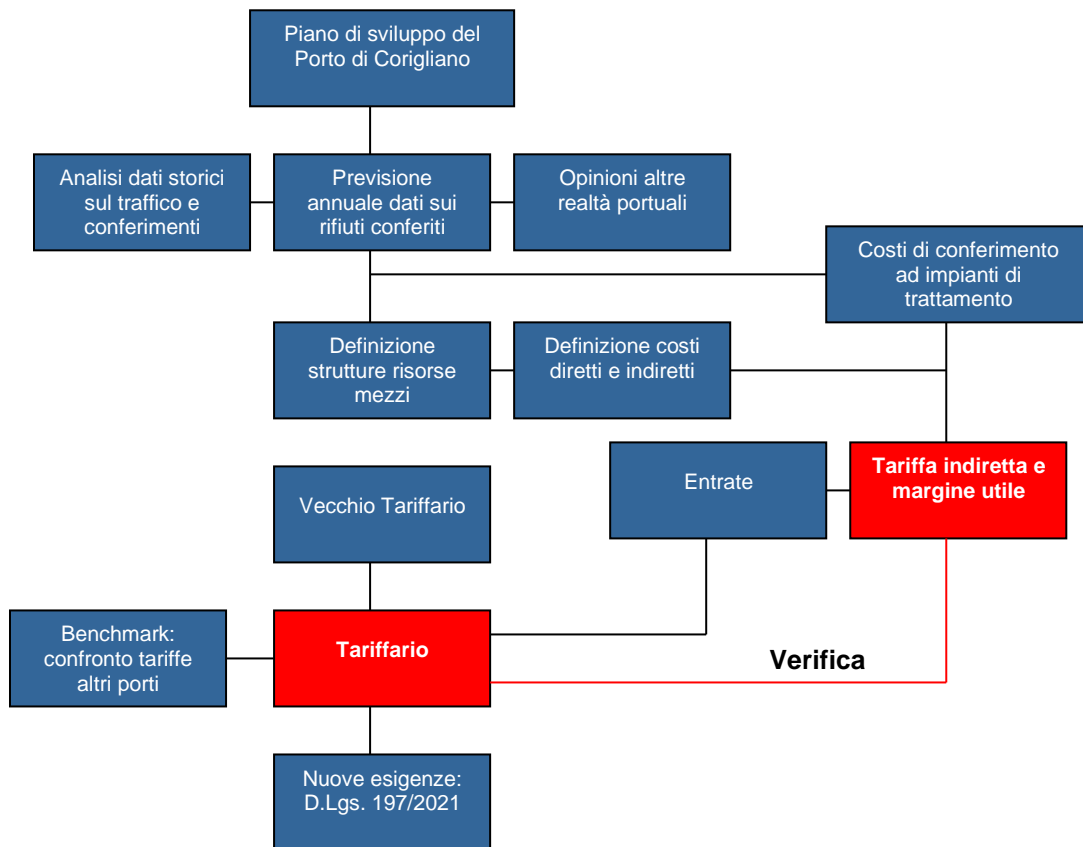 Piano di sviluppo del
Porto di Corigliano
Analisi dati storici
sul traffico e
conferimenti
Previsione
annuale dati sui
rifiuti conferiti
Opinioni altre
realtà portuali
Costi di conferimento
ad impianti di
trattamento
Definizione
strutture risorse
mezzi
Definizione costi
diretti e indiretti
Vecchio Tariffario
Entrate
Tariffa indiretta e
margine utile
Benchmark:
confronto tariffe
altri porti
Tariffario
Verifica
Nuove esigenze:
D.Lgs. 197/2021